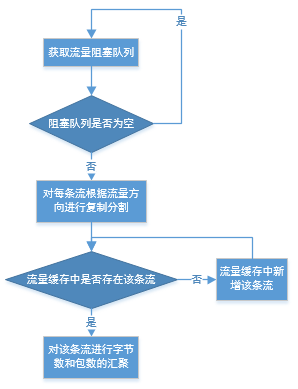 是
获取流量阻塞队列
阻塞队列是否为空
否
对每条流根据流量方
向进行复制分割
流量缓存中是否存在该条流
否
流量缓存中新
增该条流
是
对该条流进行字节
数和包数的汇聚